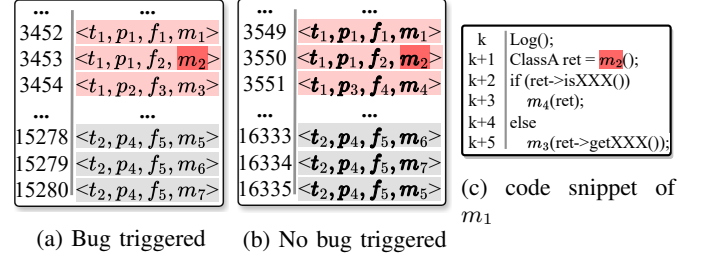 ...
3452 <t₁, p₁, f₁, m₁>
3453 <t₁, p₁, f₂, m₂>
3454 <t₁, p₂, f₃, m₃>
...
15278 <t₂, p₄, f₅, m₅>
15279 <t₂, p₄, f₅, m₆>
15280 <t₂, p₄, f₅, m₇>
(a) Bug triggered
...
3549 <t₁, p₁, f₁, m₁>
3550 <t₁, p₁, f₂, m₂>
3551 <t₁, p₃, f₄, m₄>
...
16333 <t₂, p₄, f₅, m₆>
16334 <t₂, p₄, f₅, m₇>
16335 <t₂, p₄, f₅, m₅>
(b) No bug triggered
k Log();
k+1 ClassA ret = m₂();
k+2 if (ret->isXXX())
k+3 m₄(ret);
k+4 else
k+5 m₃(ret->getXXX());
(c) code snippet of
m₁